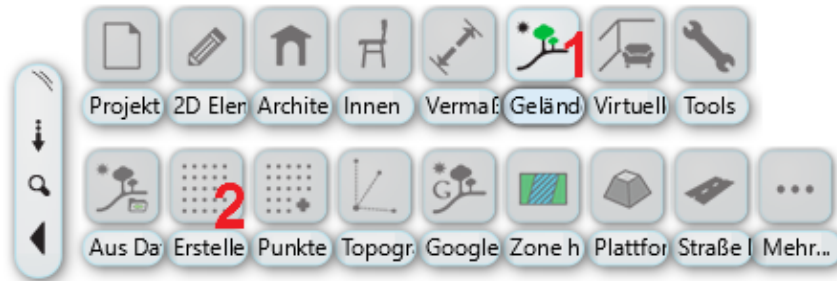 1
Projekt 2D Elen Archite Innen Vermaß Geländ Virtuell Tools
G
2
Aus Da Erstelle Punkte Topogr Google Zone h Plattfor Straße l Mehr...